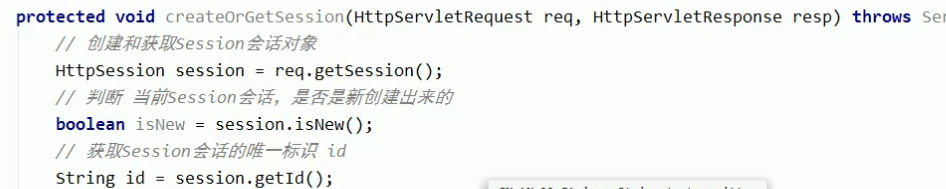 protected void createOrGetSession(HttpServletRequest req, HttpServletResponse resp) throws
// 创建和获取Session会话对象
HttpSession session = req.getSession();
// 判断 当前Session会话，是否是新创建出来的
boolean isNew = session.isNew();
// 获取Session会话的唯一标识 id
String id = session.getId();